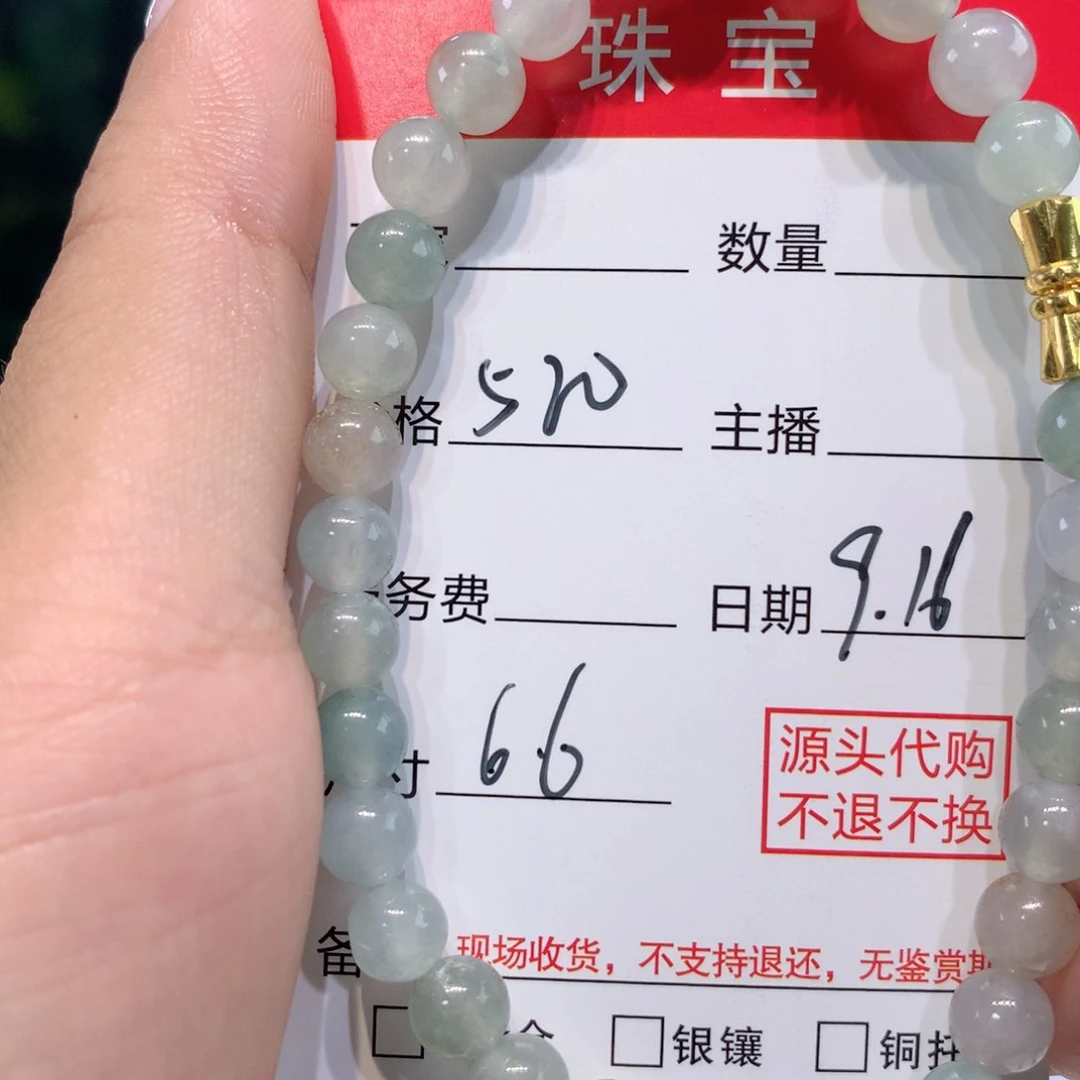 珠宝
数量
格 520 主播
务费 日期 9.16
寸 6.6
源头代购
不退不换
备 现场收货，不支持退还，无鉴赏期
银镶 铜托